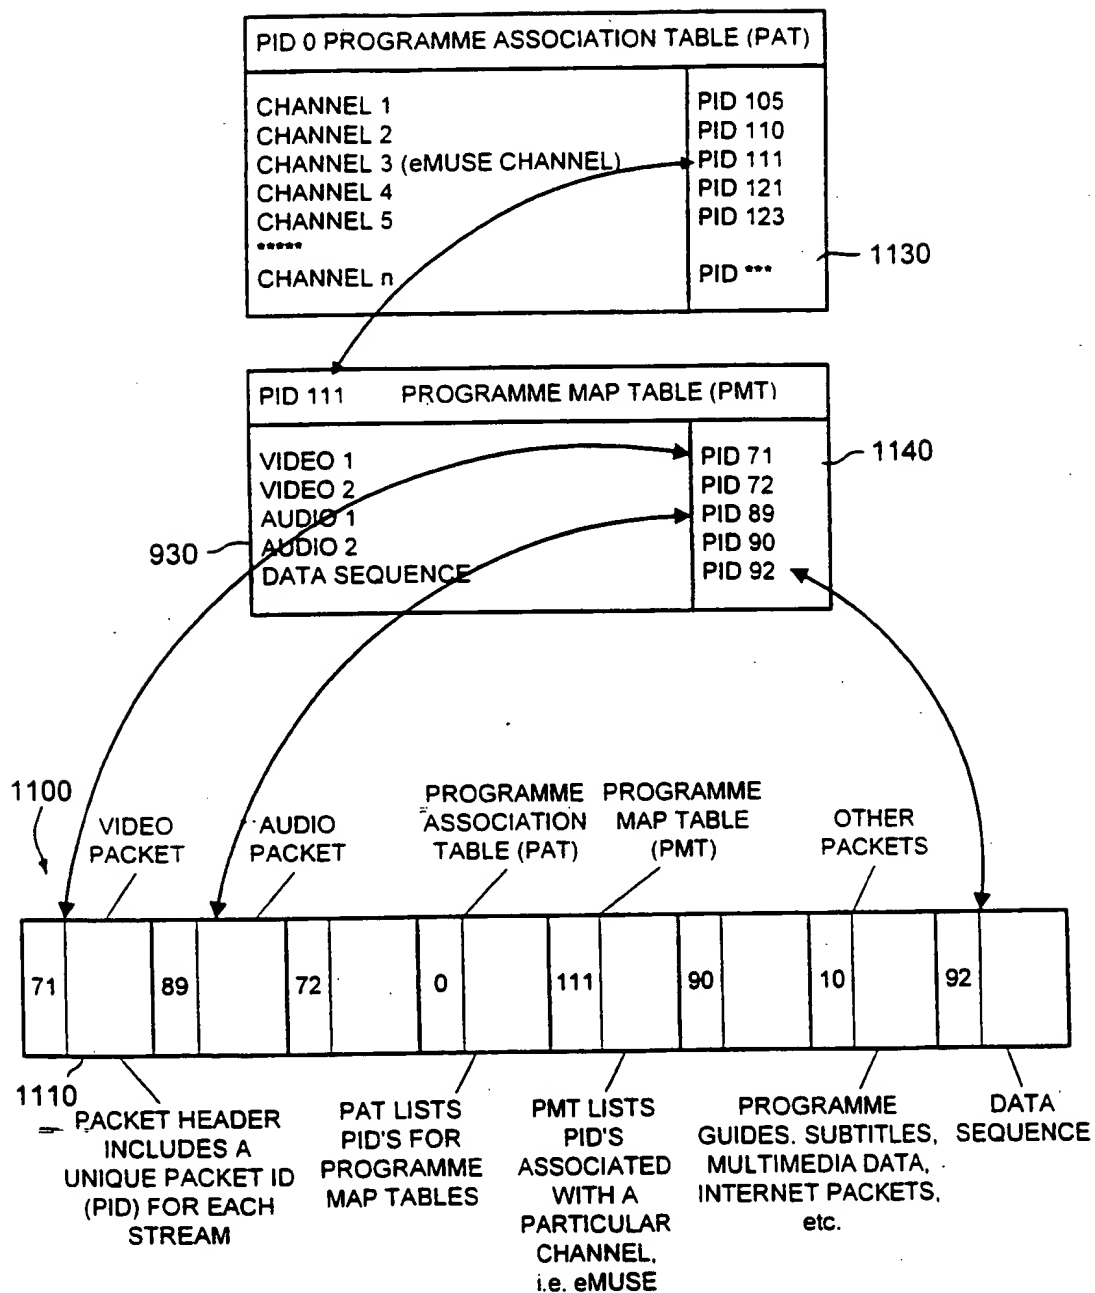 PID 0 PROGRAMME ASSOCIATION TABLE (PAT)
CHANNEL 1 PID 105
CHANNEL 2 PID 110
CHANNEL 3 (eMUSE CHANNEL) PID 111
CHANNEL 4 PID 121
CHANNEL 5 PID 123
*****
CHANNEL n PID ***
1130
PID 111 PROGRAMME MAP TABLE (PMT)
VIDEO 1 PID 71
VIDEO 2 PID 72
AUDIO 1 PID 89
AUDIO 2 PID 90
DATA SEQUENCE PID 92
1140
930
1100
VIDEO
PACKET
AUDIO
PACKET
PROGRAMME
ASSOCIATION
TABLE (PAT)
PROGRAMME
MAP TABLE
(PMT)
OTHER
PACKETS
71 89 72 0 111 90 10 92
1110
PACKET HEADER
INCLUDES A
UNIQUE PACKET ID
(PID) FOR EACH
STREAM
PAT LISTS
PID'S FOR
PROGRAMME
MAP TABLES
PMT LISTS
PID'S
ASSOCIATED
WITH A
PARTICULAR
CHANNEL,
i.e. eMUSE
PROGRAMME
GUIDES. SUBTITLES,
MULTIMEDIA DATA,
INTERNET PACKETS,
etc.
DATA
SEQUENCE